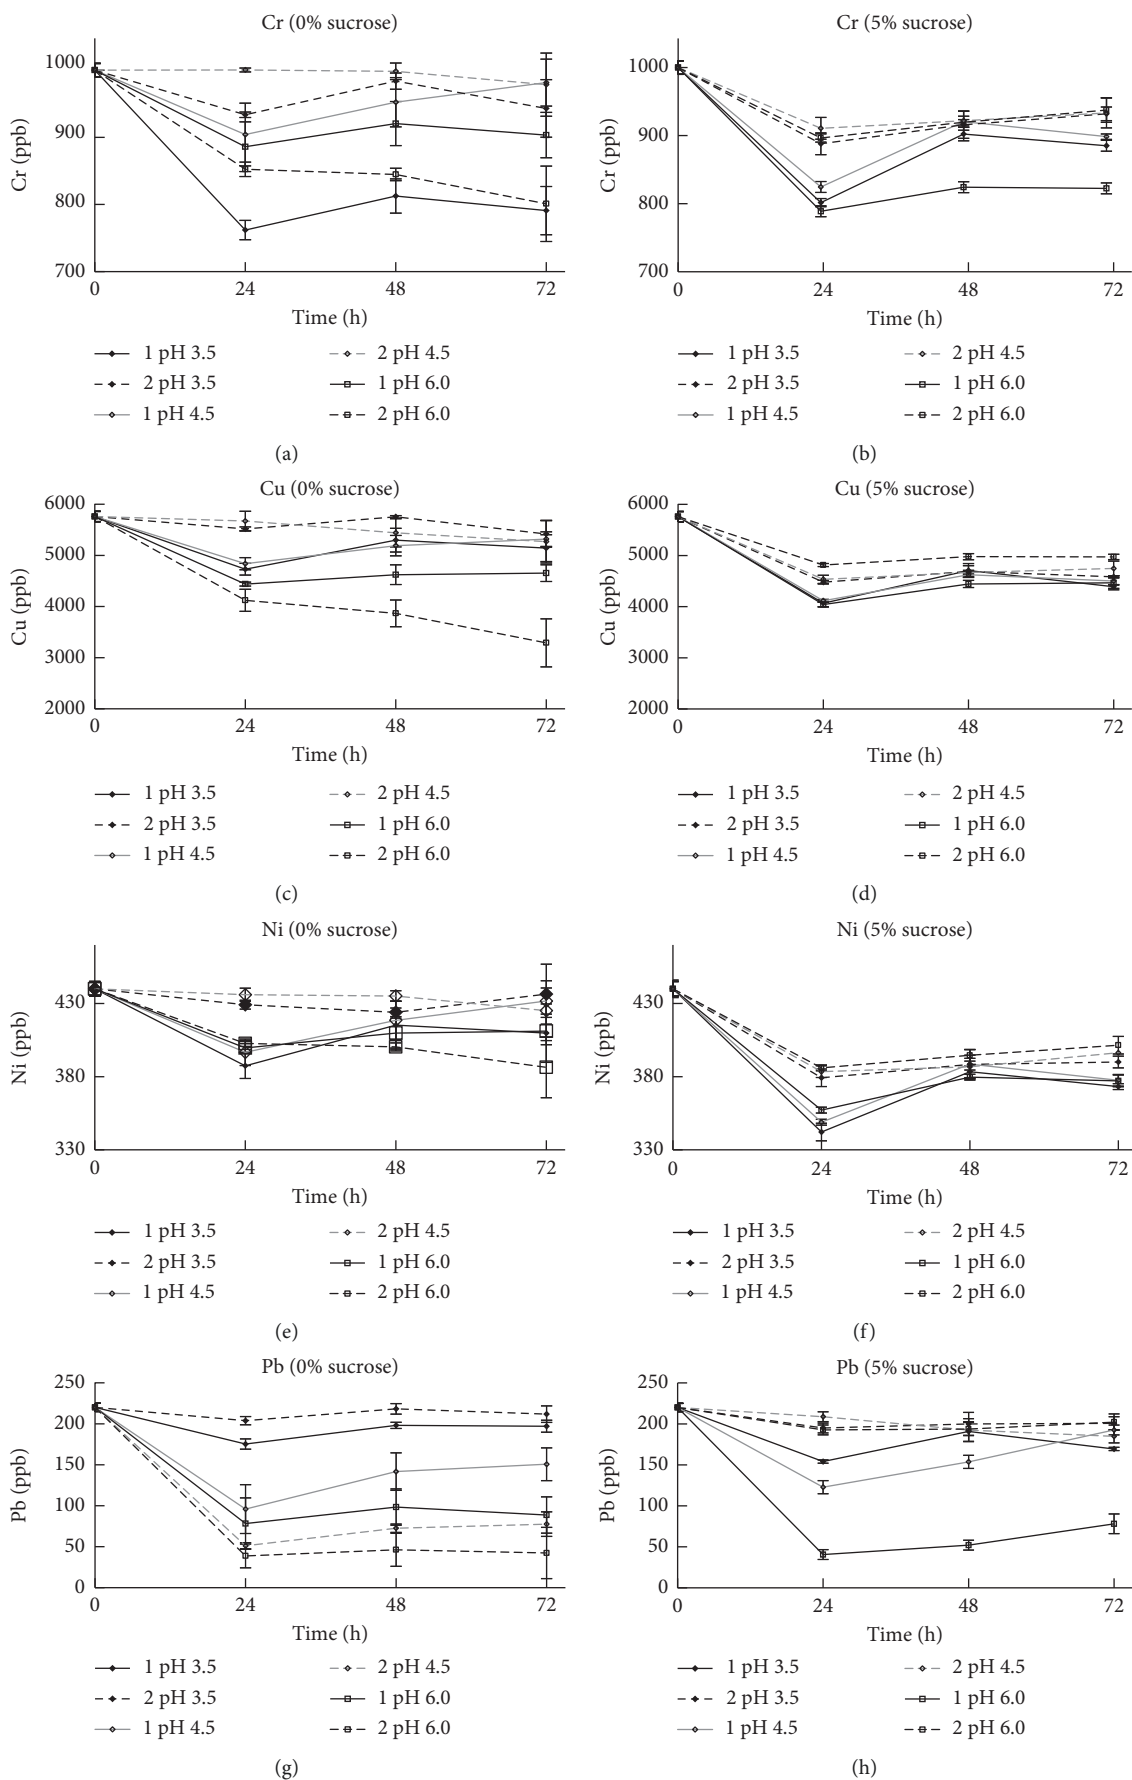 Cr (0% sucrose)
1000
900
800
700
Cr (ppb)
0 24 48 72
Time (h)
1 pH 3.5
2 pH 3.5
1 pH 4.5
2 pH 4.5
1 pH 6.0
2 pH 6.0
(a)
Cr (5% sucrose)
1000
900
800
700
Cr (ppb)
0 24 48 72
Time (h)
1 pH 3.5
2 pH 3.5
1 pH 4.5
2 pH 4.5
1 pH 6.0
2 pH 6.0
(b)
Cu (0% sucrose)
6000
5000
4000
3000
2000
Cu (ppb)
0 24 48 72
Time (h)
1 pH 3.5
2 pH 3.5
1 pH 4.5
2 pH 4.5
1 pH 6.0
2 pH 6.0
(c)
Cu (5% sucrose)
6000
5000
4000
3000
2000
Cu (ppb)
0 24 48 72
Time (h)
1 pH 3.5
2 pH 3.5
1 pH 4.5
2 pH 4.5
1 pH 6.0
2 pH 6.0
(d)
Ni (0% sucrose)
430
380
330
Ni (ppb)
0 24 48 72
Time (h)
1 pH 3.5
2 pH 3.5
1 pH 4.5
2 pH 4.5
1 pH 6.0
2 pH 6.0
(e)
Ni (5% sucrose)
430
380
330
Ni (ppb)
0 24 48 72
Time (h)
1 pH 3.5
2 pH 3.5
1 pH 4.5
2 pH 4.5
1 pH 6.0
2 pH 6.0
(f)
Pb (0% sucrose)
250
200
150
100
50
0
Pb (ppb)
0 24 48 72
Time (h)
1 pH 3.5
2 pH 3.5
1 pH 4.5
2 pH 4.5
1 pH 6.0
2 pH 6.0
(g)
Pb (5% sucrose)
250
200
150
100
50
0
Pb (ppb)
0 24 48 72
Time (h)
1 pH 3.5
2 pH 3.5
1 pH 4.5
2 pH 4.5
1 pH 6.0
2 pH 6.0
(h)